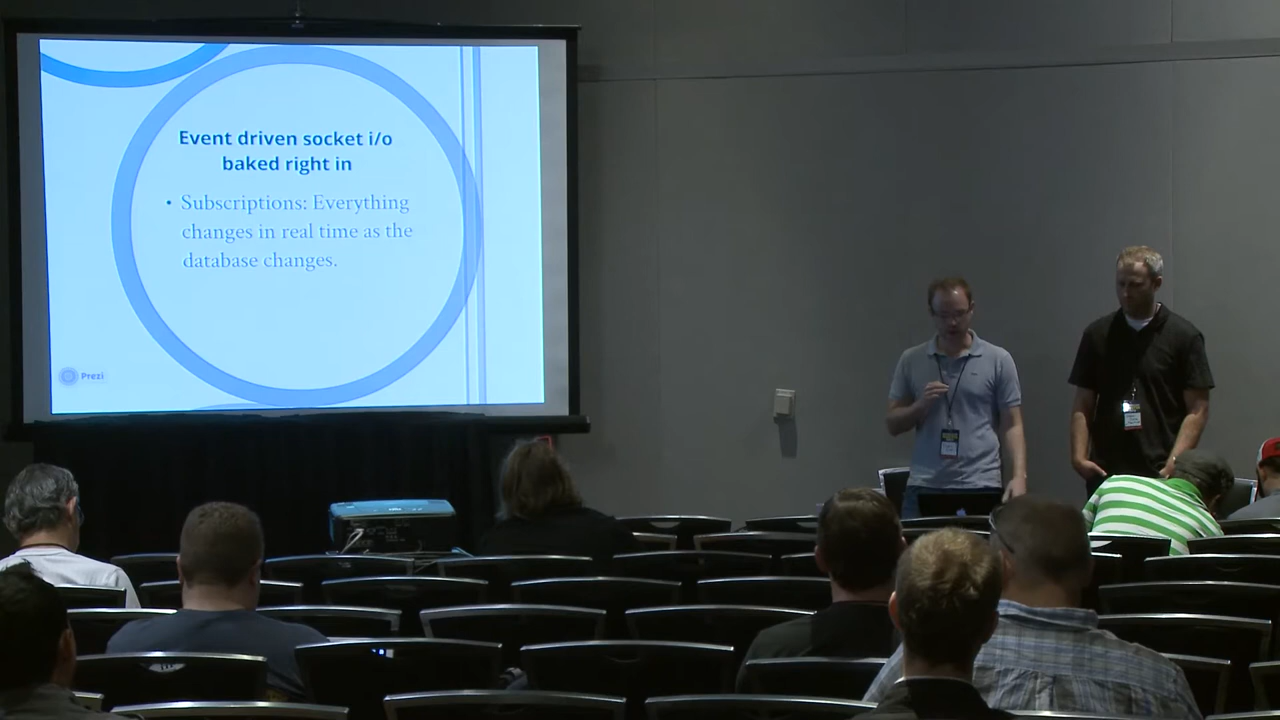 Event driven socket i/o
baked right in
• Subscriptions: Everything
changes in real time as the
database changes.
Prezi